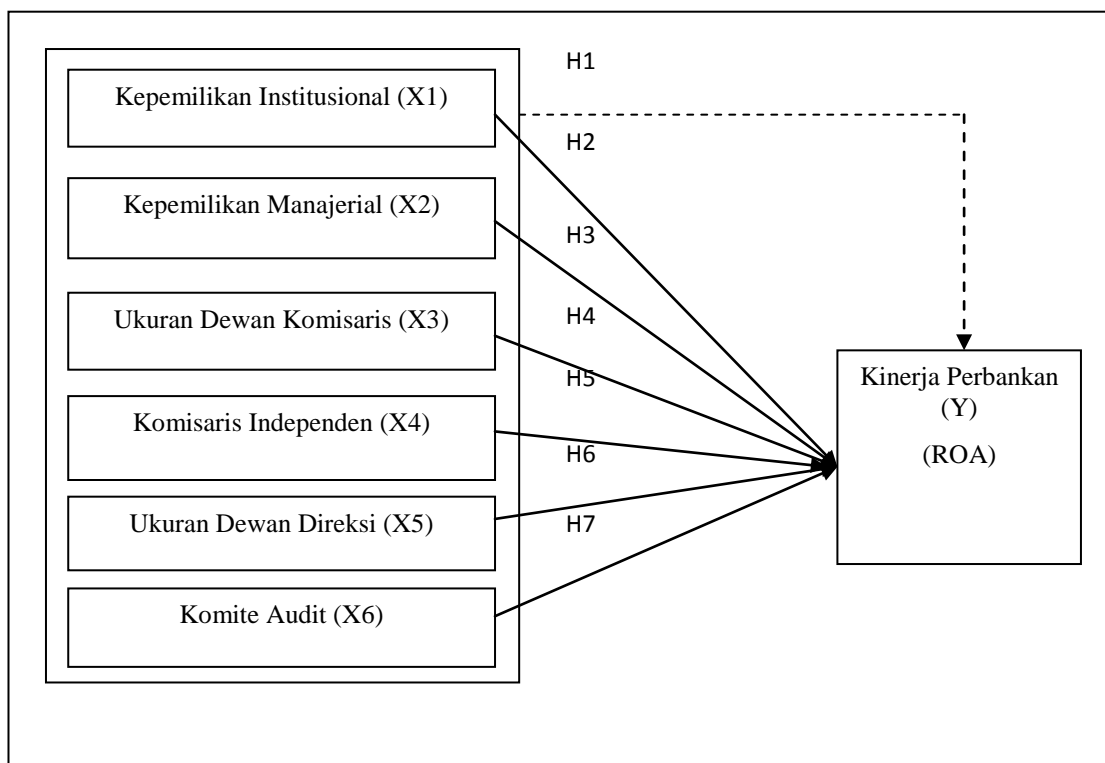 H1
Kepemilikan Institusional (X1)
H2
Kepemilikan Manajerial (X2)
H3
Ukuran Dewan Komisaris (X3)
H4
H5
Kinerja Perbankan
(Y)
(ROA)
Komisaris Independen (X4)
H6
Ukuran Dewan Direksi (X5)
H7
Komite Audit (X6)